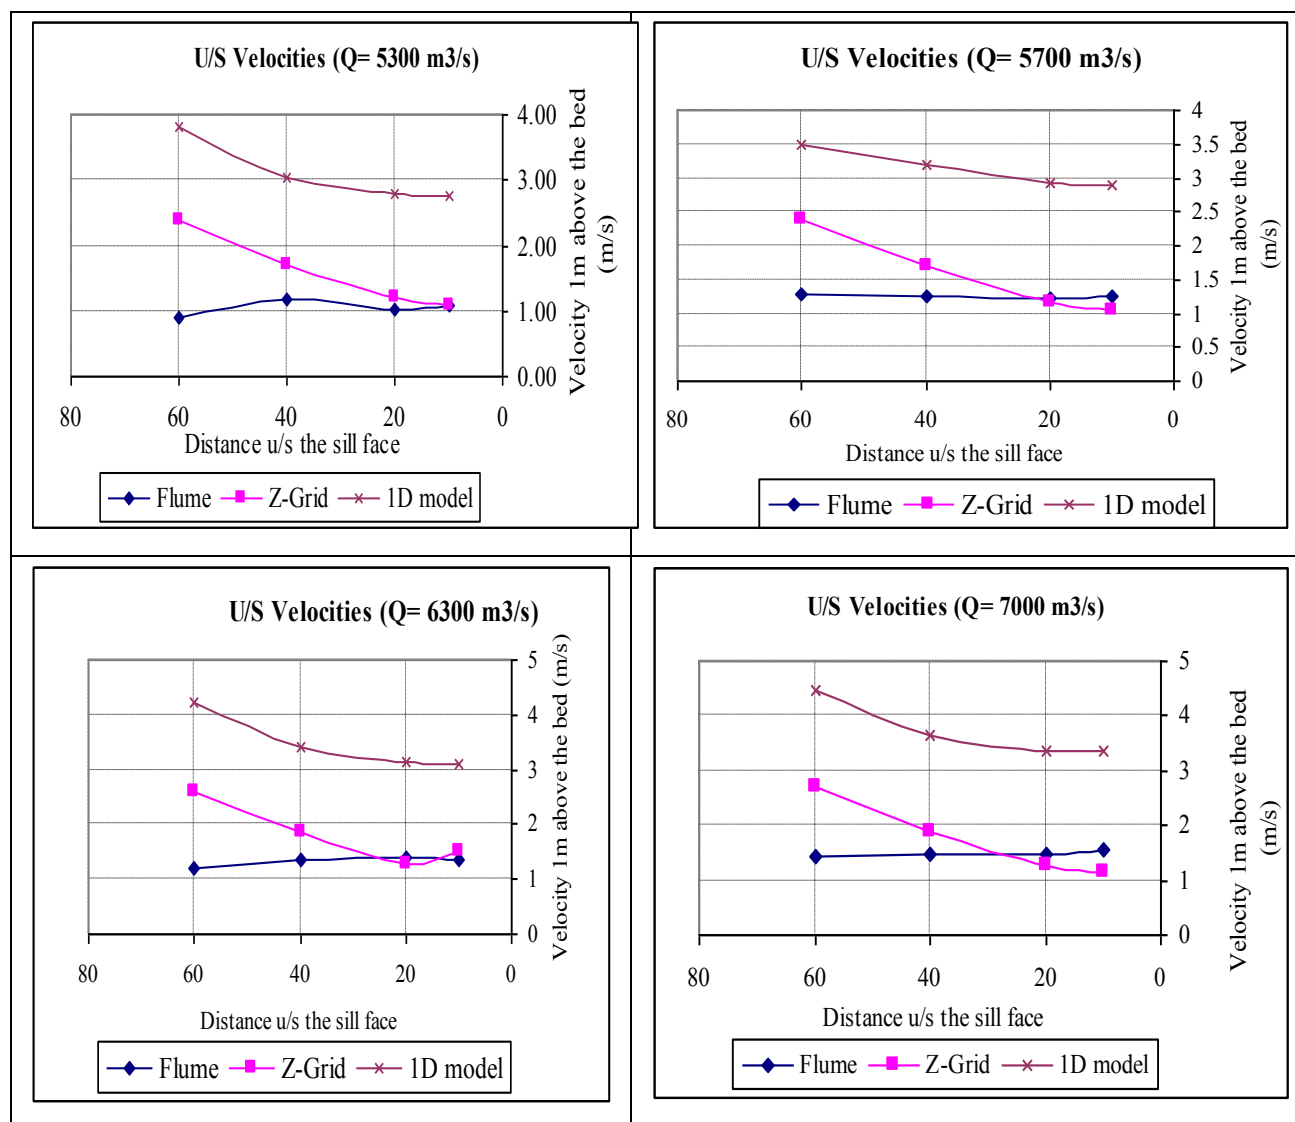 U/S Velocities (Q= 5300 m3/s)
4.00
3.00
2.00
1.00
0.00
Velocity 1m above the bed
(m/s)
80 60 40 20 0
Distance u/s the sill face
Flume Z-Grid 1D model
U/S Velocities (Q= 5700 m3/s)
4
3.5
3
2.5
2
1.5
1
0.5
0
Velocity 1m above the bed
(m/s)
80 60 40 20 0
Distance u/s the sill face
Flume Z-Grid 1D model
U/S Velocities (Q= 6300 m3/s)
5
4
3
2
1
0
Velocity 1m above the bed (m/s)
80 60 40 20 0
Distance u/s the sill face
Flume Z-Grid 1D model
U/S Velocities (Q= 7000 m3/s)
5
4
3
2
1
0
Velocity 1m above the bed
(m/s)
80 60 40 20 0
Distance u/s the sill face
Flume Z-Grid 1D model